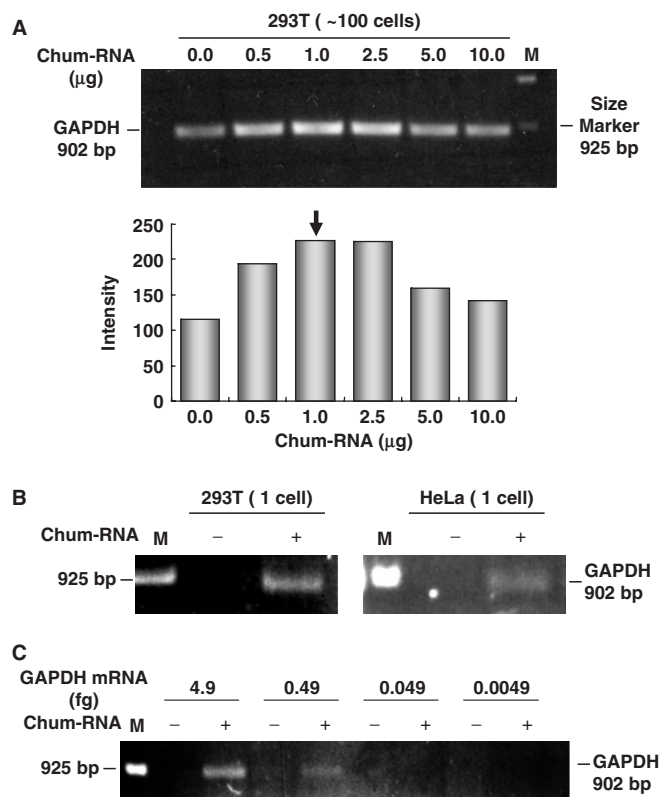 A
293T ( ~100 cells)
Chum-RNA
(µg)
0.0 0.5 1.0 2.5 5.0 10.0 M
GAPDH
902 bp
Size
Marker
925 bp
250
200
150
100
50
0
Intensity
0.0 0.5 1.0 2.5 5.0 10.0
Chum-RNA (µg)
B
293T ( 1 cell) HeLa ( 1 cell)
Chum-RNA M – + M – +
925 bp
GAPDH
902 bp
C
GAPDH mRNA
(fg)
4.9 0.49 0.049 0.0049
Chum-RNA M – + – + – + – +
925 bp
GAPDH
902 bp